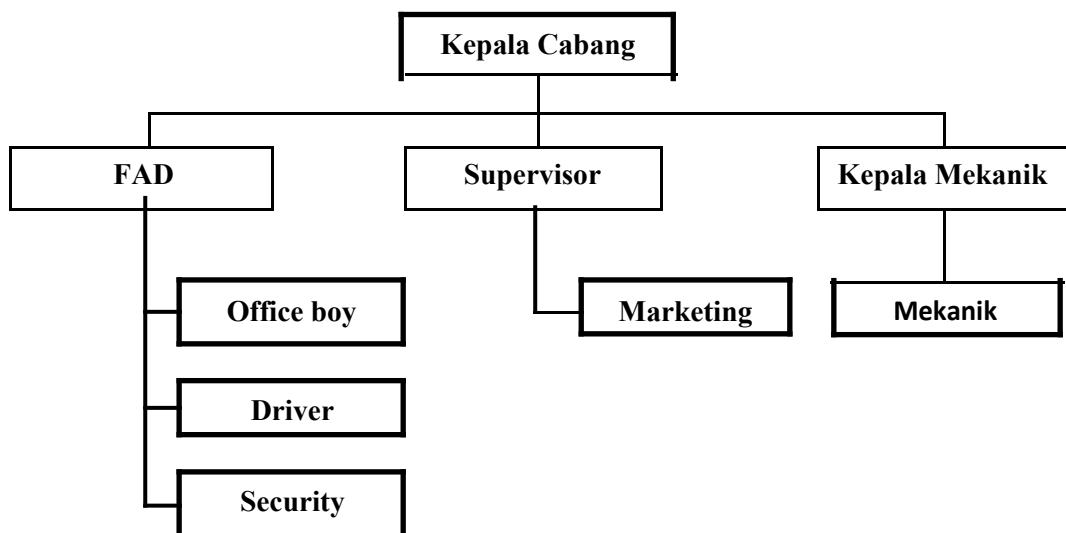 Kepala Cabang
FAD
Supervisor
Kepala Mekanik
Office boy
Marketing
Mekanik
Driver
Security